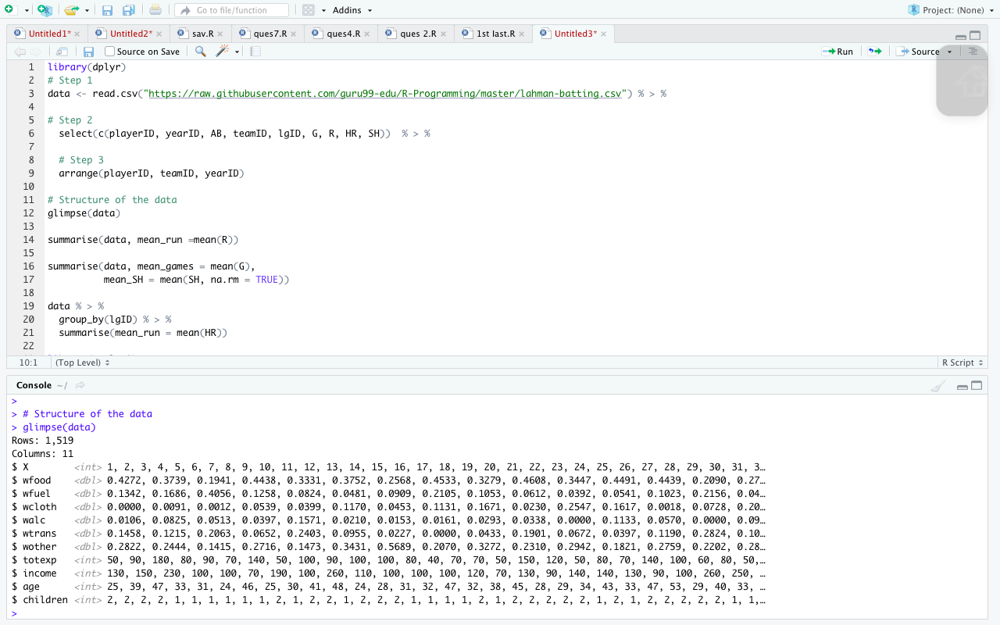 Go to file/function
Addins
Project: (None)
Untitled1*
Untitled2*
sav.R
ques7.R
ques4.R
ques 2.R
1st last.R
Untitled3*
Source on Save
Run
Source
1 library(dplyr)
2 # Step 1
3 data <- read.csv("https://raw.githubusercontent.com/guru99-edu/R-Programming/master/lahman-batting.csv") % > %
4
5 # Step 2
6 select(c(playerID, yearID, AB, teamID, lgID, G, R, HR, SH))  % > %
7
8 # Step 3
9 arrange(playerID, teamID, yearID)
10
11 # Structure of the data
12 glimpse(data)
13
14 summarise(data, mean_run =mean(R))
15
16 summarise(data, mean_games = mean(G),
17 mean_SH = mean(SH, na.rm = TRUE))
18
19 data % > %
20 group_by(lgID) % > %
21 summarise(mean_run = mean(HR))
22
10:1
(Top Level)
R Script
Console ~/
>
> # Structure of the data
> glimpse(data)
Rows: 1,519
Columns: 11
$ X        <int> 1, 2, 3, 4, 5, 6, 7, 8, 9, 10, 11, 12, 13, 14, 15, 16, 17, 18, 19, 20, 21, 22, 23, 24, 25, 26, 27, 28, 29, 30, 31, 3…
$ wfood    <dbl> 0.4272, 0.3739, 0.1941, 0.4438, 0.3331, 0.3752, 0.2568, 0.4533, 0.3279, 0.4608, 0.3447, 0.4491, 0.4439, 0.2090, 0.27…
$ wfuel    <dbl> 0.1342, 0.1686, 0.4056, 0.1258, 0.0824, 0.0481, 0.0909, 0.2105, 0.1053, 0.0612, 0.0392, 0.0541, 0.1023, 0.2156, 0.04…
$ wcloth   <dbl> 0.0000, 0.0091, 0.0012, 0.0539, 0.0399, 0.1170, 0.0453, 0.1131, 0.1671, 0.0230, 0.2547, 0.1617, 0.0018, 0.0728, 0.20…
$ walc     <dbl> 0.0106, 0.0825, 0.0513, 0.0397, 0.1571, 0.0210, 0.0153, 0.0161, 0.0293, 0.0338, 0.0000, 0.1133, 0.0570, 0.0000, 0.09…
$ wtrans   <dbl> 0.1458, 0.1215, 0.2063, 0.0652, 0.2403, 0.0955, 0.0227, 0.0000, 0.0433, 0.1901, 0.0672, 0.0397, 0.1190, 0.2824, 0.10…
$ wother   <dbl> 0.2822, 0.2444, 0.1415, 0.2716, 0.1473, 0.3431, 0.5689, 0.2070, 0.3272, 0.2310, 0.2942, 0.1821, 0.2759, 0.2202, 0.28…
$ totexp   <int> 50, 90, 180, 80, 90, 70, 140, 50, 100, 90, 100, 100, 80, 40, 70, 70, 50, 150, 120, 50, 80, 70, 140, 100, 60, 80, 50,…
$ income   <int> 130, 150, 230, 100, 100, 70, 190, 100, 260, 110, 100, 100, 100, 120, 70, 130, 90, 140, 140, 130, 90, 100, 260, 250, …
$ age      <int> 25, 39, 47, 33, 31, 24, 46, 25, 30, 41, 48, 24, 28, 31, 32, 47, 32, 38, 45, 28, 29, 34, 43, 33, 47, 53, 29, 40, 33, …
$ children <int> 2, 2, 2, 2, 1, 1, 1, 1, 1, 1, 2, 1, 2, 2, 1, 2, 2, 2, 1, 1, 1, 1, 2, 1, 2, 2, 2, 2, 2, 1, 2, 1, 2, 2, 2, 2, 2, 1, 1,…
>